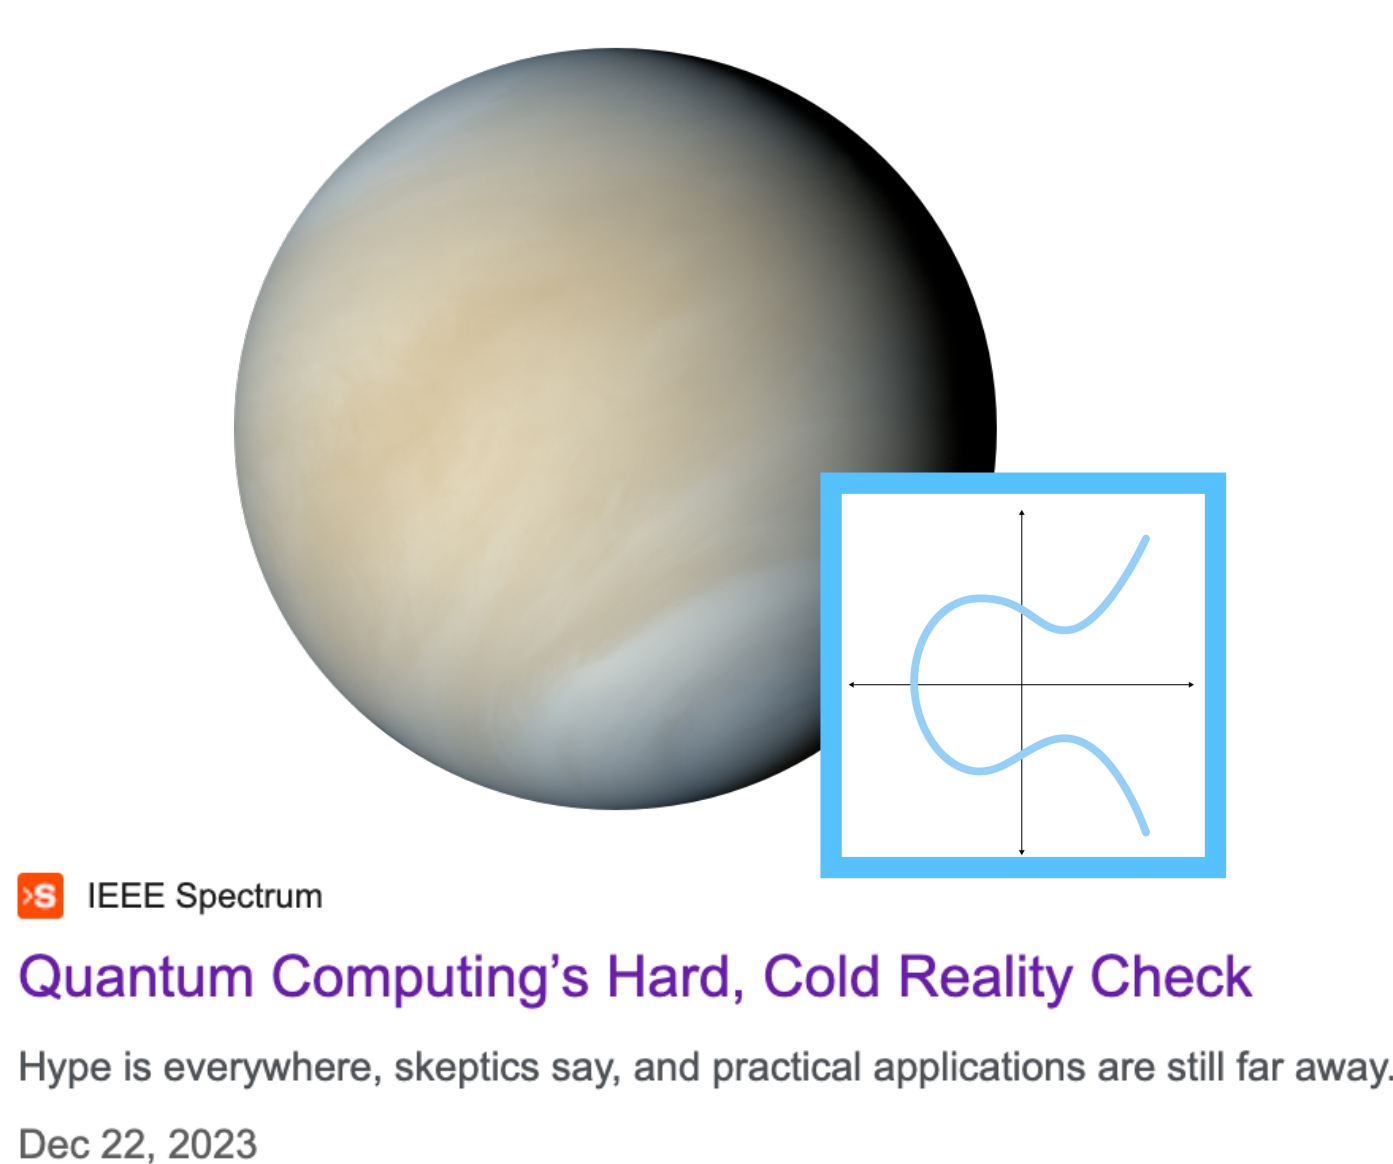 IEEE Spectrum
Quantum Computing’s Hard, Cold Reality Check
Hype is everywhere, skeptics say, and practical applications are still far away.
Dec 22, 2023